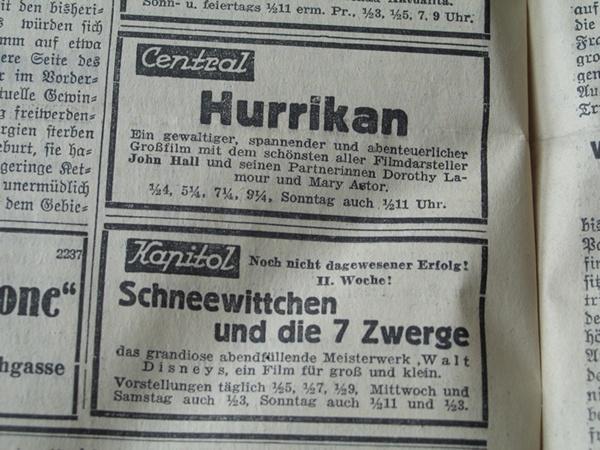 Sonn- u. feiertags ½11 erm. Pr., ½3, ½5, 7, 9 Uhr.
it den bisheri-
s würden sich
mm auf etwa
ere Seite des
r im Vorder-
tuelle Gewin-
freiwerden-
rgien sterben
eburt, sie ha-
geringe Ket-
unermüdlich
dem Gebie-
2237
one"
hgasse
Central
Hurrikan
Ein gewaltiger, spannender und abenteuerlicher
Großfilm mit dem schönsten aller Filmdarsteller
John Hall und seinen Partnerinnen Dorothy La-
mour und Mary Astor.
¾4, 5¼, 7¼, 9¼, Sonntag auch ½11 Uhr.
Kapitol
Noch nicht dagewesener Erfolg!
II. Woche!
Schneewittchen
und die 7 Zwerge
das grandiose abendfüllende Meisterwerk Walt
Disneys, ein Film für groß und klein.
Vorstellungen täglich ½5, ½7, ½9, Mittwoch und
Samstag auch ½3, Sonntag auch ½11 und ½3.